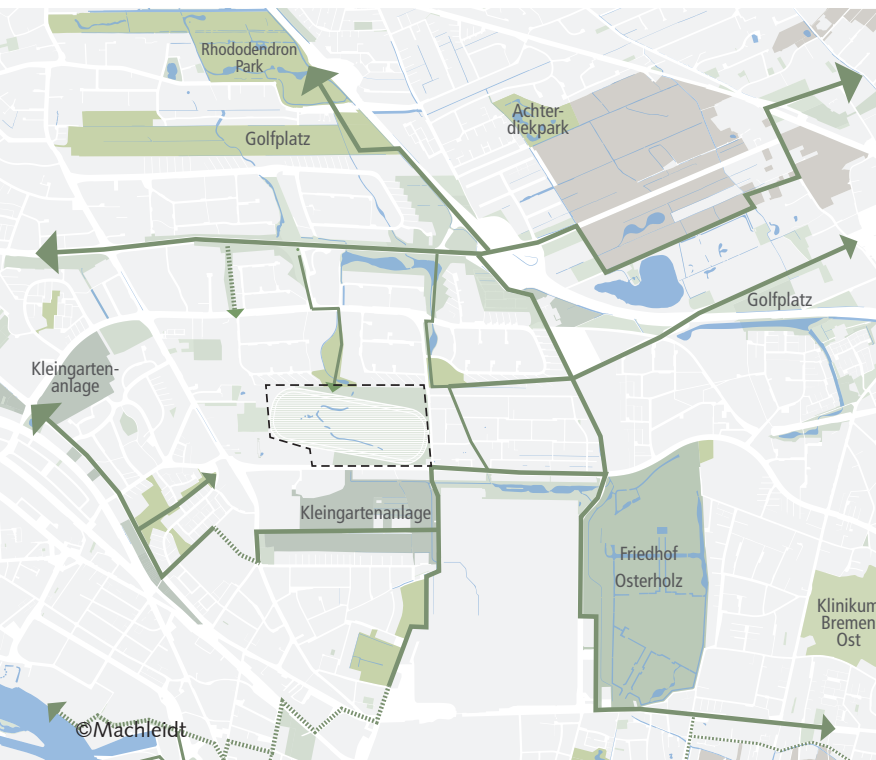 Rhododendron
Park
Golfplatz
Achter-
diekpark
Golfplatz
Kleingarten-
anlage
Kleingartenanlage
Friedhof
Osterholz
Klinikum
Bremen
Ost
©Machleidt